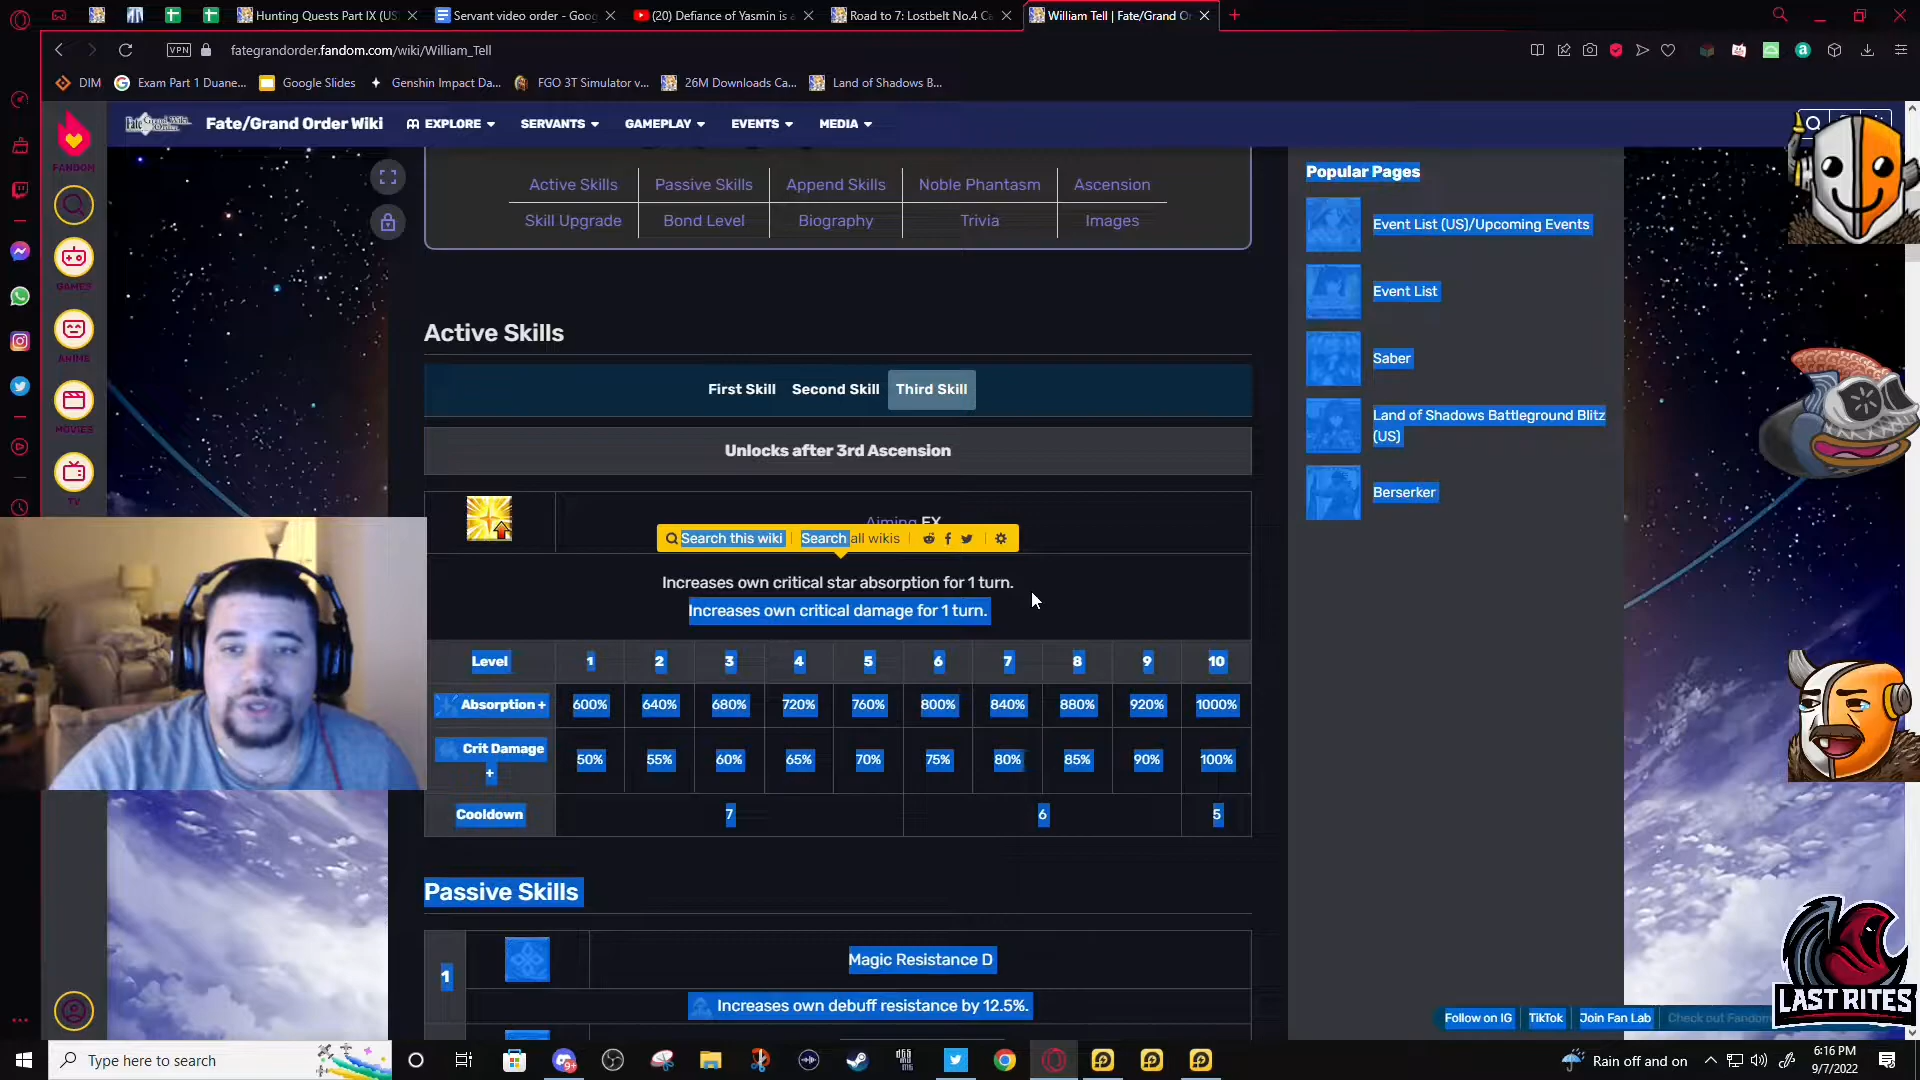 Hunting Quests Part IX (US
Servant video order - Goog
(20) Defiance of Yasmin is a
Road to 7: Lostbelt No.4 C
William Tell | Fate/Grand Or
VPN
fategrandorder.fandom.com/wiki/William_Tell
DIM
Exam Part 1 Duane...
Google Slides
Genshin Impact Da...
FGO 3T Simulator v...
26M Downloads Ca...
Land of Shadows B...
Fate/Grand Order Wiki
EXPLORE
SERVANTS
GAMEPLAY
EVENTS
MEDIA
FANDOM
GAMES
ANIME
MOVIES
TV
Active Skills
Passive Skills
Append Skills
Noble Phantasm
Ascension
Skill Upgrade
Bond Level
Biography
Trivia
Images
Active Skills
First Skill
Second Skill
Third Skill
Unlocks after 3rd Ascension
Aiming EX
Search this wiki
Search all wikis
Increases own critical star absorption for 1 turn.
Increases own critical damage for 1 turn.
Level 1 2 3 4 5 6 7 8 9 10
Absorption + 600% 640% 680% 720% 760% 800% 840% 880% 920% 1000%
Crit Damage + 50% 55% 60% 65% 70% 75% 80% 85% 90% 100%
Cooldown 7 6 5
Passive Skills
1
Magic Resistance D
Increases own debuff resistance by 12.5%.
Popular Pages
Event List (US)/Upcoming Events
Event List
Saber
Land of Shadows Battleground Blitz
(US)
Berserker
LAST RITES
Follow on IG
TikTok
Join Fan Lab
Check out Fandom
Type here to search
Rain off and on
6:16 PM
9/7/2022